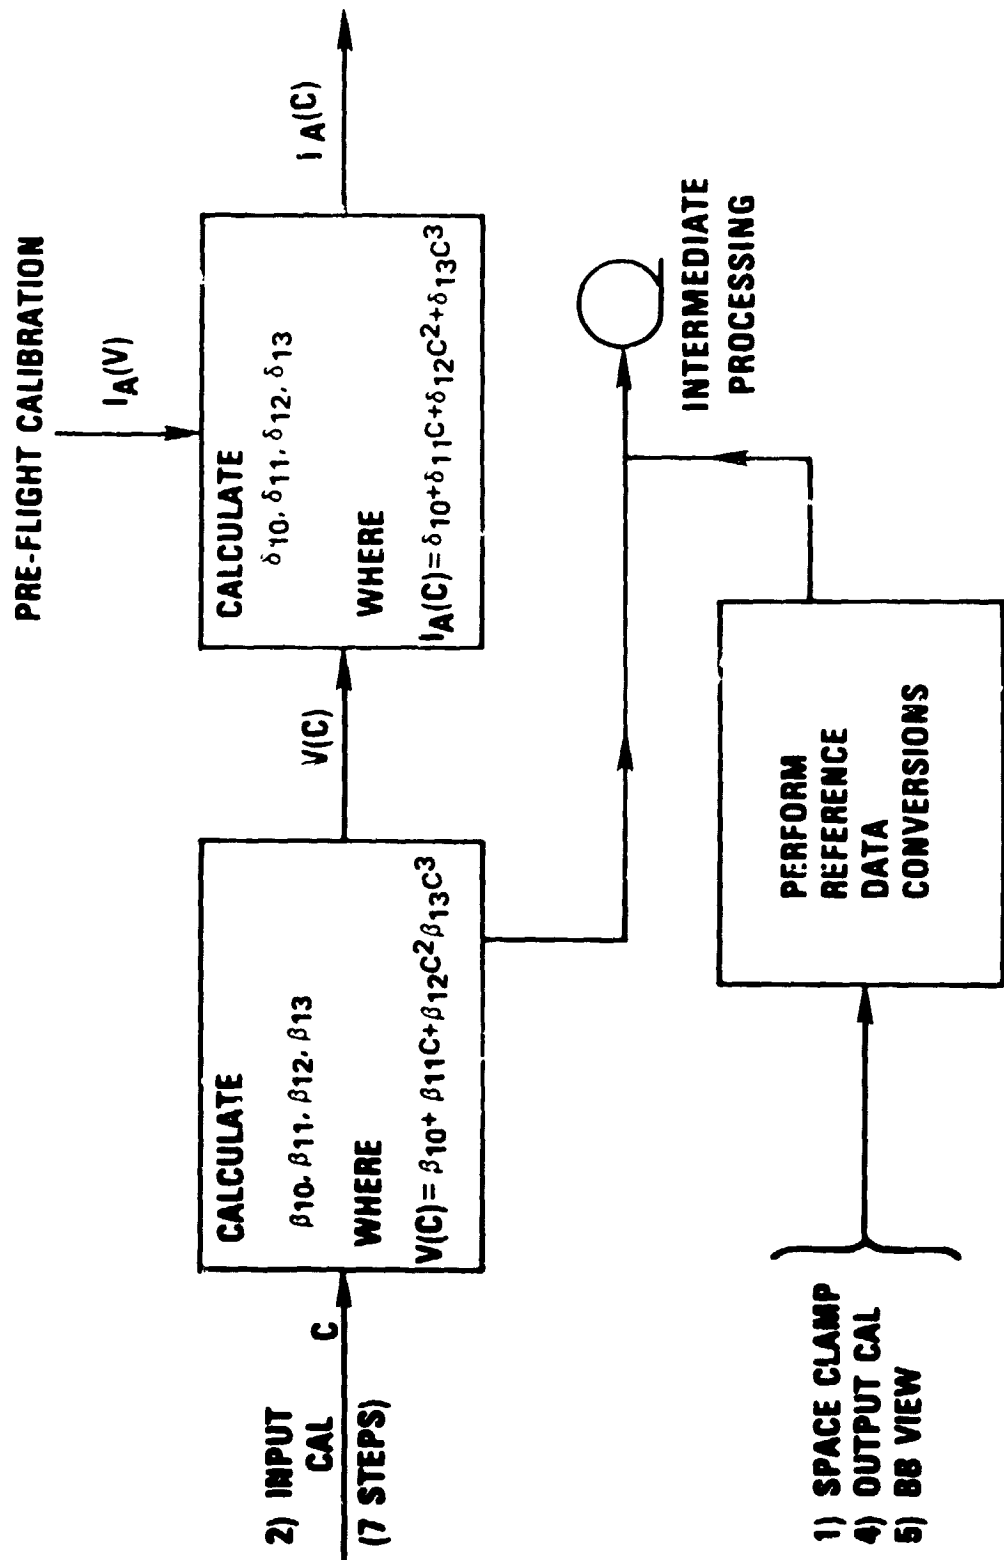 PRE-FLIGHT CALIBRATION
I_A(V)
2) INPUT
CAL
(7 STEPS)
C
CALCULATE
β10, β11, β12, β13
WHERE
V(C) = β10 + β11C + β12C² β13C³
V(C)
CALCULATE
δ10, δ11, δ12, δ13
WHERE
I_A(C) = δ10 + δ11C + δ12C² + δ13C³
I_A(C)
INTERMEDIATE
PROCESSING
1) SPACE CLAMP
4) OUTPUT CAL
5) BB VIEW
PERFORM
REFERENCE
DATA
CONVERSIONS